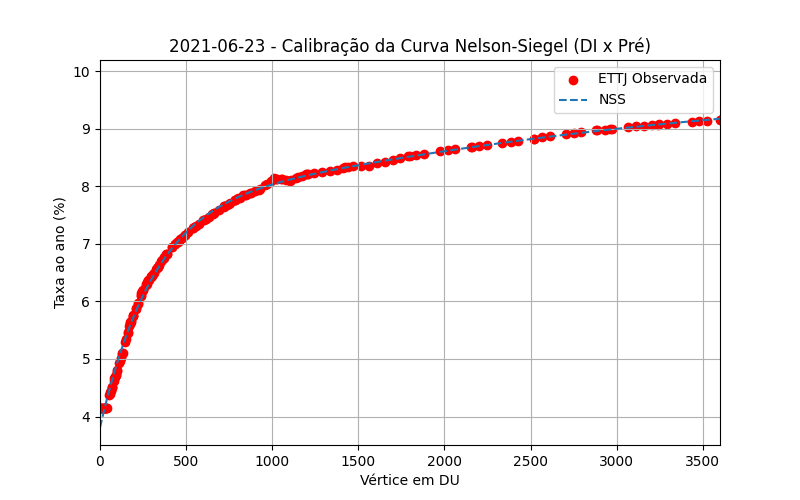 2021-06-23 - Calibração da Curva Nelson-Siegel (DI x Pré)
ETTJ Observada
NSS
Taxa ao ano (%)
10
9
8
7
6
5
4
0 500 1000 1500 2000 2500 3000 3500
Vértice em DU